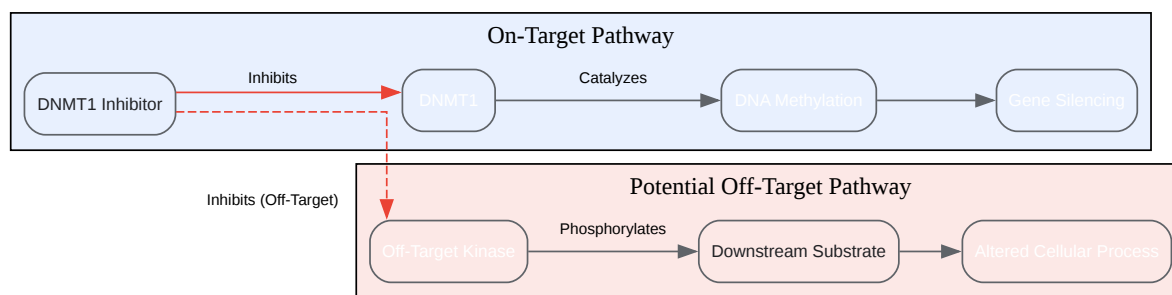 On-Target Pathway
Inhibits
Catalyzes
DNMT1 Inhibitor
DNMT1
DNA Methylation
Gene Silencing
Potential Off-Target Pathway
Inhibits (Off-Target)
Phosphorylates
Off-Target Kinase
Downstream Substrate
Altered Cellular Process